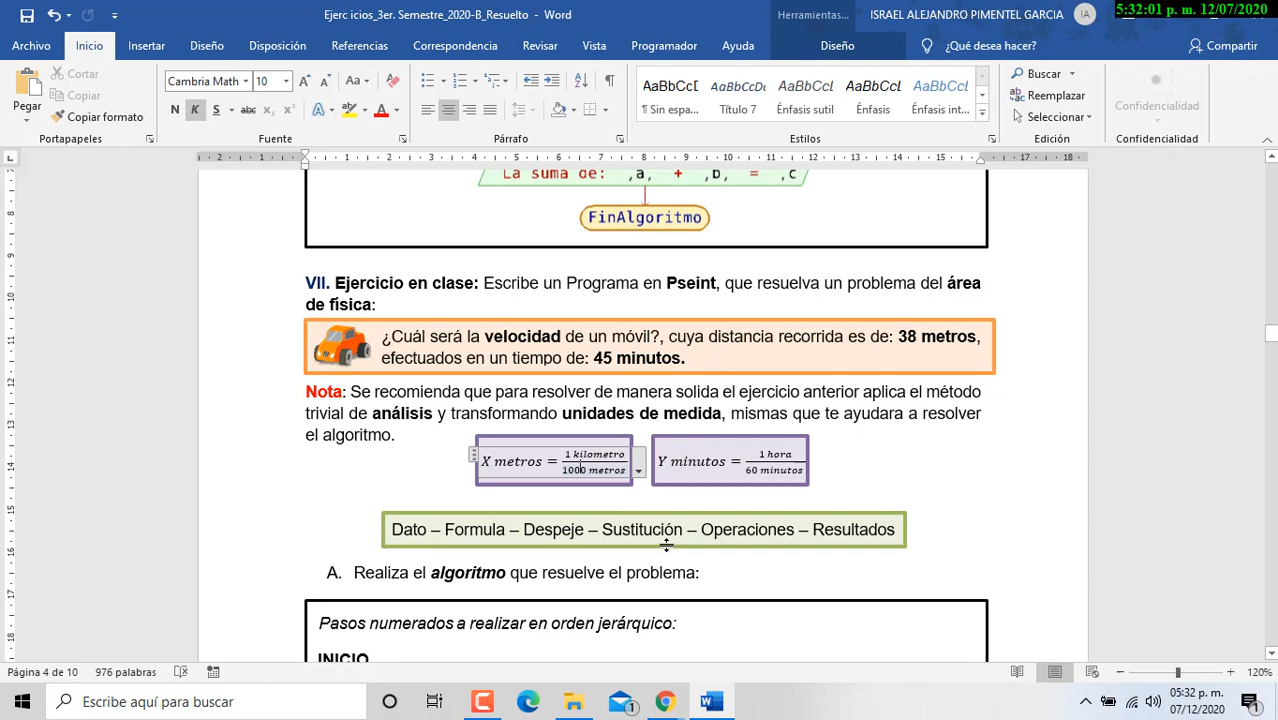 5:32:01 p. m. 12/07/2020
Ejercicios_3er. Semestre_2020-B_Resuelto - Word
Herramientas...
ISRAEL ALEJANDRO PIMENTEL GARCIA
IA
Archivo Inicio Insertar Diseño Disposición Referencias Correspondencia Revisar Vista Programador Ayuda Diseño ¿Qué desea hacer? Compartir
Pegar
Cortar
Copiar
Copiar formato
Portapapeles
Cambria Math 10
N K S abc x₂ x²
Fuente
Párrafo
AaBbCcD AaBbCcDc AaBbCcD AaBbCcD AaBbCcD
¶ Sin espa... Título 7 Énfasis sutil Énfasis Énfasis int...
Estilos
Buscar
Reemplazar
Seleccionar
Edición
Confidencialidad
Confidencialidad
La suma de: ,a, + ,b, = ,c
FinAlgoritmo
VII. Ejercicio en clase: Escribe un Programa en Pseint, que resuelva un problema del área
de física:
¿Cuál será la velocidad de un móvil?, cuya distancia recorrida es de: 38 metros,
efectuados en un tiempo de: 45 minutos.
Nota: Se recomienda que para resolver de manera solida el ejercicio anterior aplica el método
trivial de análisis y transformando unidades de medida, mismas que te ayudara a resolver
el algoritmo.
X metros = 1 kilometro / 1000 metros
Y minutos = 1 hora / 60 minutos
Dato – Formula – Despeje – Sustitución – Operaciones – Resultados
A. Realiza el algoritmo que resuelve el problema:
Pasos numerados a realizar en orden jerárquico:
INICIO
Página 4 de 10 976 palabras 120%
Escribe aquí para buscar
05:32 p. m.
07/12/2020